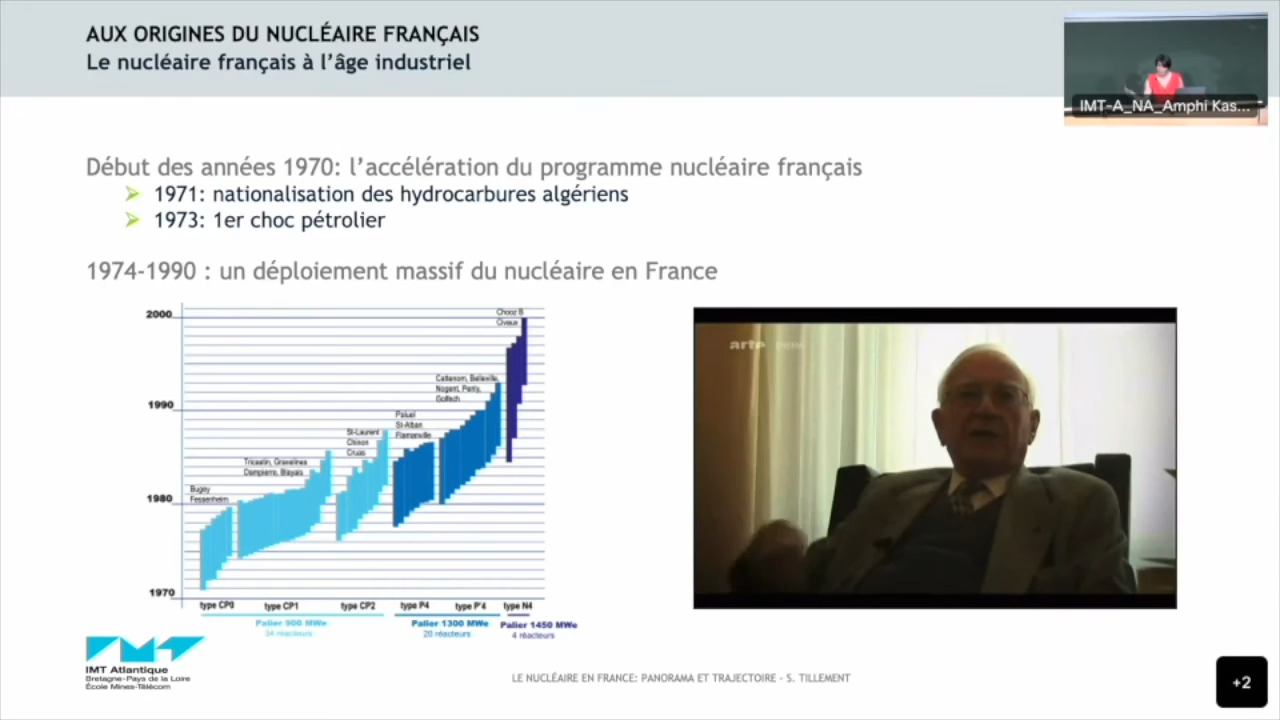 AUX ORIGINES DU NUCLÉAIRE FRANÇAIS
Le nucléaire français à l'âge industriel
IMT-A_NA_Amphi Kas...
Début des années 1970: l'accélération du programme nucléaire français
1971: nationalisation des hydrocarbures algériens
1973: 1er choc pétrolier
1974-1990 : un déploiement massif du nucléaire en France
2000
1990
1980
1970
Chooz B
Civaux
Cattenom, Belleville,
Nogent, Penly,
Golfech
Paluel
St-Alban
Flamanville
St-Laurent
Chinon
Cruas
Tricastin, Gravelines
Dampierre, Blayais
Bugey
Fessenheim
arte
type CP0 type CP1 type CP2 type P4 type P'4 type N4
Palier 900 MWe Palier 1300 MWe Palier 1450 MWe
34 réacteurs 20 réacteurs 4 réacteurs
IMT Atlantique
Bretagne-Pays de la Loire
École Mines-Télécom
LE NUCLÉAIRE EN FRANCE: PANORAMA ET TRAJECTOIRE - S. TILLEMENT
+2